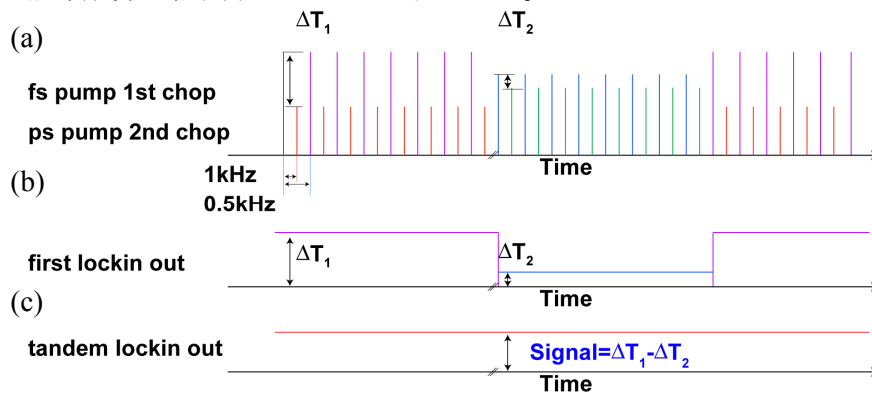 ΔT₁ ΔT₂
(a)
fs pump 1st chop
ps pump 2nd chop
Time
1kHz
(b)
0.5kHz
ΔT₁ ΔT₂
first lockin out
Time
(c)
tandem lockin out
Signal=ΔT₁-ΔT₂
Time